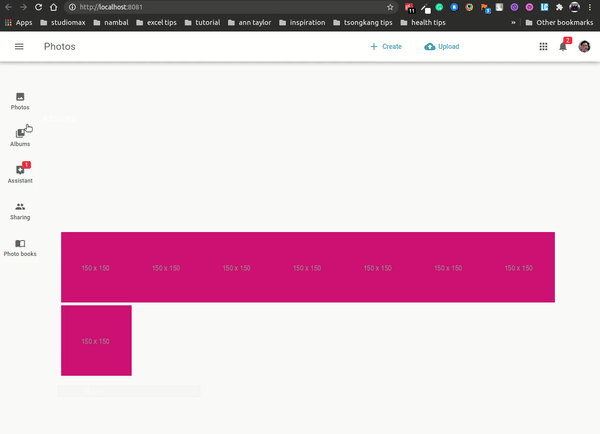 http://localhost:8081
Apps studiomax nambal excel tips tutorial ann taylor inspiration tsongkang tips health tips » Other bookmarks
11
Photos Create Upload 2
Photos
Albums
1
Assistant
Sharing
Photo books
150 x 150 150 x 150 150 x 150 150 x 150 150 x 150 150 x 150 150 x 150
150 x 150